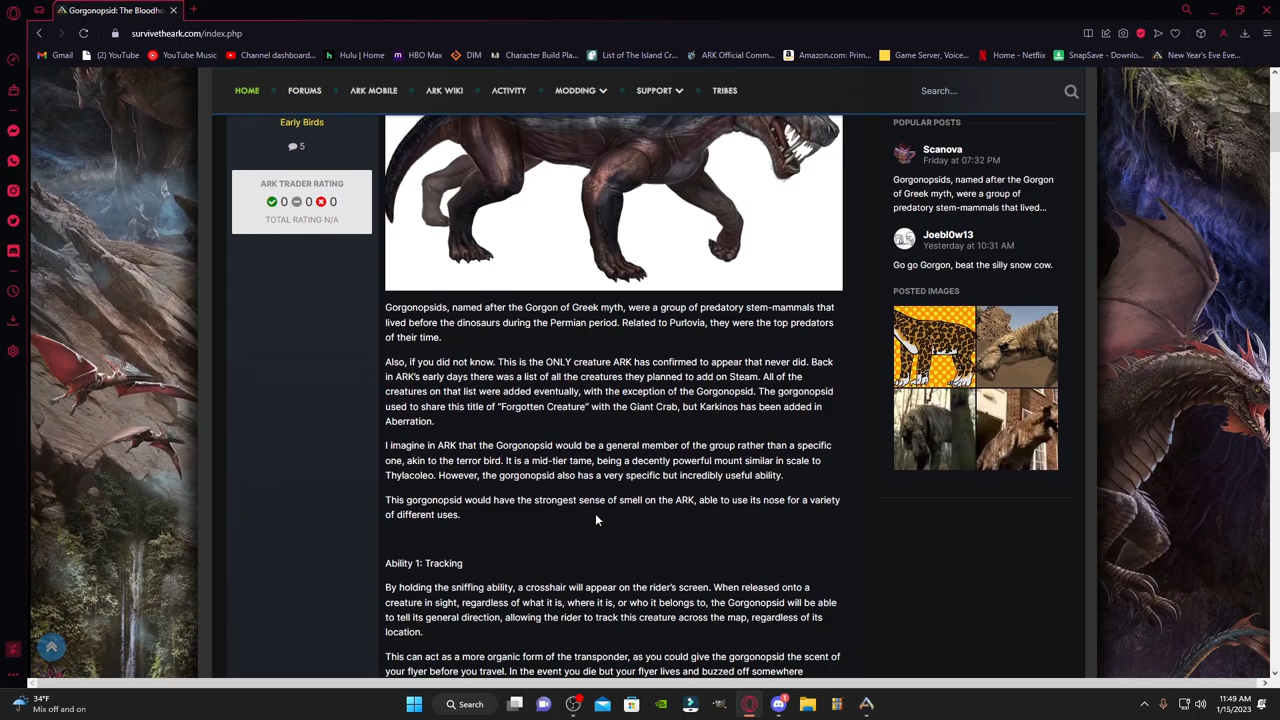 Gorgonopsid: The Bloodho
survivetheark.com/index.php
Gmail
(2) YouTube
YouTube Music
Channel dashboard...
Hulu | Home
HBO Max
DIM
Character Build Pla...
List of The Island Cr...
ARK Official Comm...
Amazon.com: Prim...
Game Server, Voice...
Home - Netflix
SnapSave - Downlo...
New Year's Eve Eve...
HOME
FORUMS
ARK MOBILE
ARK WIKI
ACTIVITY
MODDING
SUPPORT
TRIBES
Search...
Early Birds
5
ARK TRADER RATING
0 0 0
TOTAL RATING N/A
Gorgonopsids, named after the Gorgon of Greek myth, were a group of predatory stem-mammals that
lived before the dinosaurs during the Permian period. Related to Purlovia, they were the top predators
of their time.
Also, if you did not know. This is the ONLY creature ARK has confirmed to appear that never did. Back
in ARK's early days there was a list of all the creatures they planned to add on Steam. All of the
creatures on that list were added eventually, with the exception of the Gorgonopsid. The gorgonopsid
used to share this title of "Forgotten Creature" with the Giant Crab, but Karkinos has been added in
Aberration.
I imagine in ARK that the Gorgonopsid would be a general member of the group rather than a specific
one, akin to the terror bird. It is a mid-tier tame, being a decently powerful mount similar in scale to
Thylacoleo. However, the gorgonopsid also has a very specific but incredibly useful ability.
This gorgonopsid would have the strongest sense of smell on the ARK, able to use its nose for a variety
of different uses.
Ability 1: Tracking
By holding the sniffing ability, a crosshair will appear on the rider's screen. When released onto a
creature in sight, regardless of what it is, where it is, or who it belongs to, the Gorgonopsid will be able
to tell its general direction, allowing the rider to track this creature across the map, regardless of its
location.
This can act as a more organic form of the transponder, as you could give the gorgonopsid the scent of
your flyer before you travel. In the event you die but your flyer lives and buzzed off somewhere
POPULAR POSTS
Scanova
Friday at 07:32 PM
Gorgonopsids, named after the Gorgon
of Greek myth, were a group of
predatory stem-mammals that lived...
Joebl0w13
Yesterday at 10:31 AM
Go go Gorgon, beat the silly snow cow.
POSTED IMAGES
34°F
Mix off and on
Search
1
11:49 AM
1/15/2023